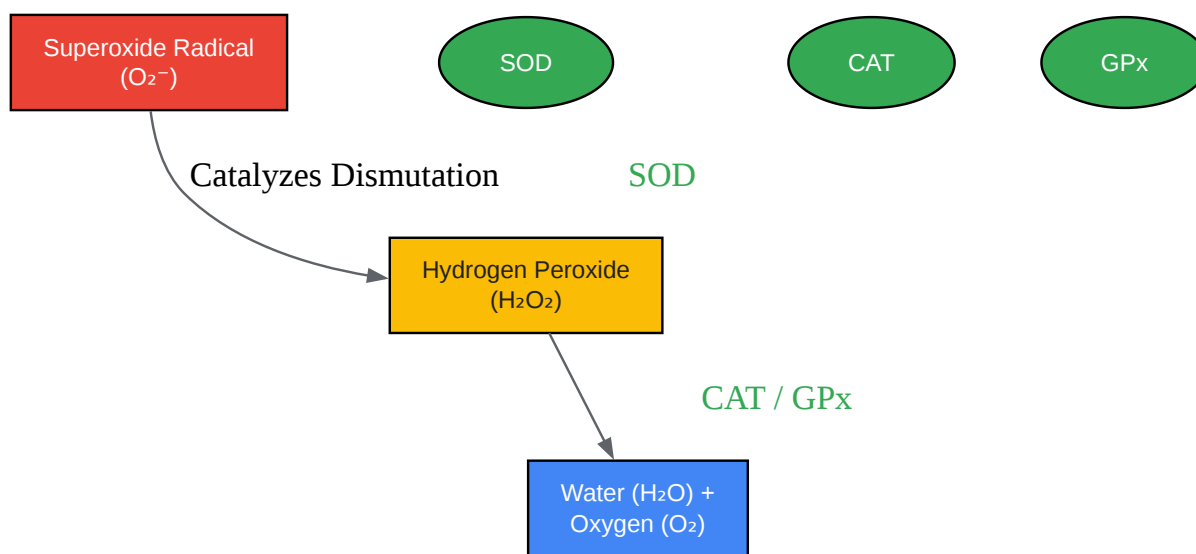 Superoxide Radical
(O₂⁻)
SOD
CAT
GPx
Catalyzes Dismutation
SOD
Hydrogen Peroxide
(H₂O₂)
CAT / GPx
Water (H₂O) +
Oxygen (O₂)